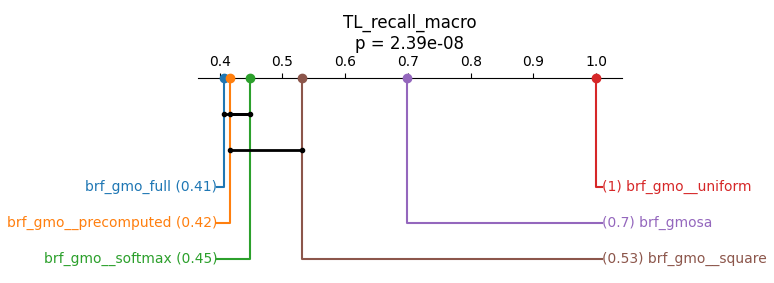 TL_recall_macro
p = 2.39e-08
0.4 0.5 0.6 0.7 0.8 0.9 1.0
brf_gmo_full (0.41)
(1) brf_gmo__uniform
brf_gmo__precomputed (0.42)
(0.7) brf_gmosa
brf_gmo__softmax (0.45)
(0.53) brf_gmo__square